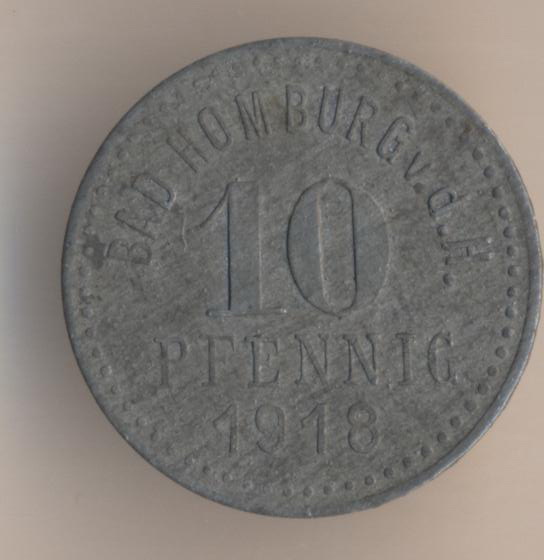 BAD HOMBURG v.d.H.
10
PFENNIG
1918